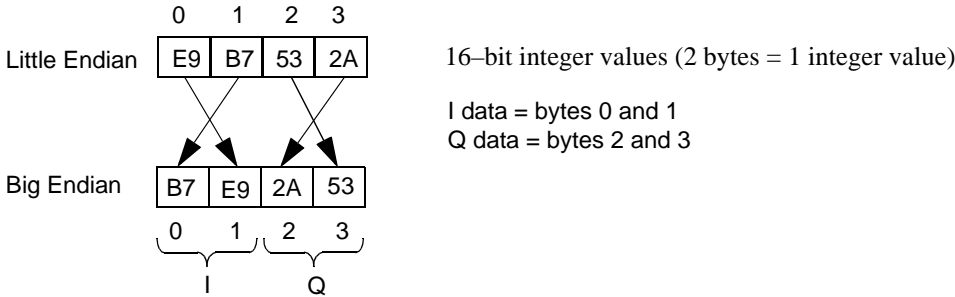 0 1 2 3
Little Endian E9 B7 53 2A
16–bit integer values (2 bytes = 1 integer value)
I data = bytes 0 and 1
Q data = bytes 2 and 3
Big Endian B7 E9 2A 53
0 1 2 3
I Q